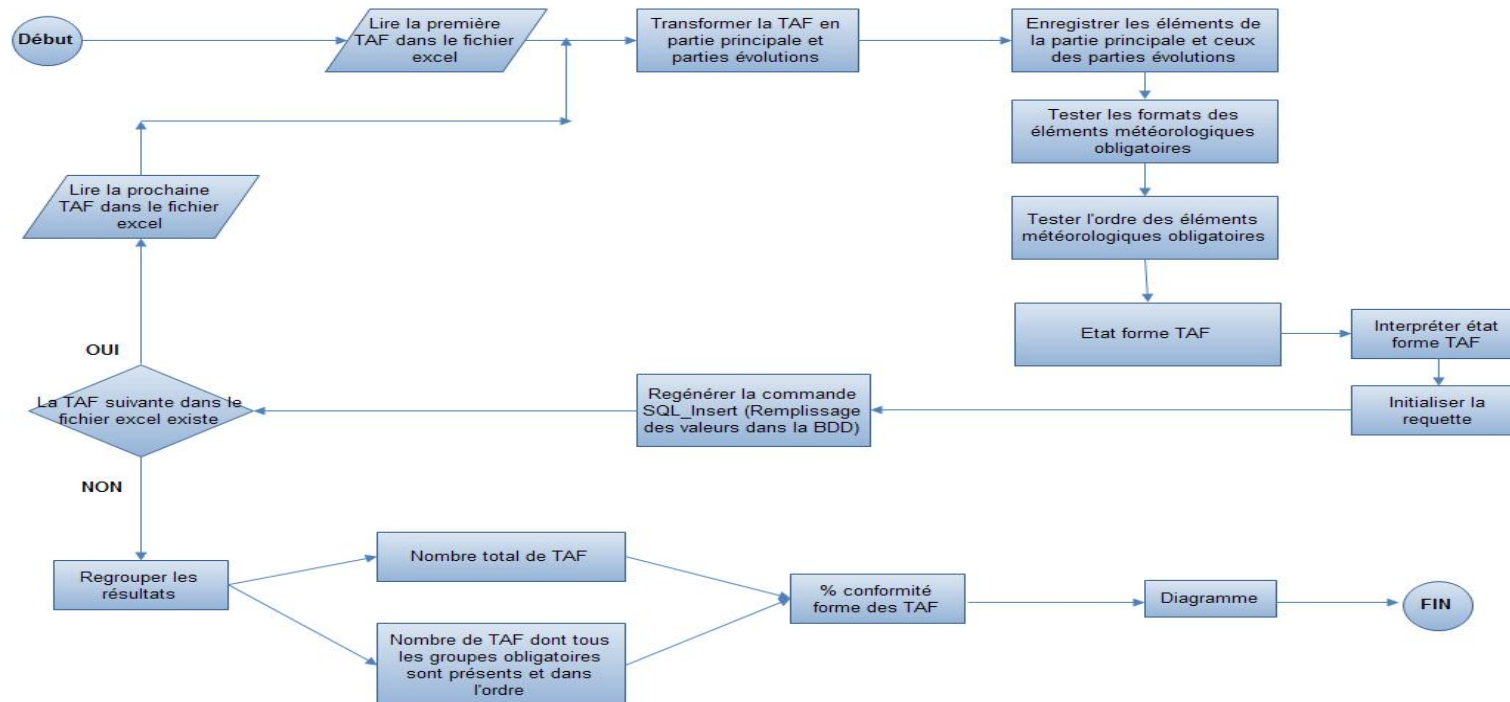 Début
Lire la première
TAF dans le fichier
excel
Transformer la TAF en
partie principale et
parties évolutions
Enregistrer les éléments de
la partie principale et ceux
des parties évolutions
Tester les formats des
éléments météorologiques
obligatoires
Lire la prochaine
TAF dans le fichier
excel
Tester l'ordre des éléments
météorologiques obligatoires
Etat forme TAF
Interpréter état
forme TAF
OUI
La TAF suivante dans le
fichier excel existe
Regénérer la commande
SQL_Insert (Remplissage
des valeurs dans la BDD)
Initialiser la
requette
NON
Regrouper les
résultats
Nombre total de TAF
Nombre de TAF dont tous
les groupes obligatoires
sont présents et dans
l'ordre
% conformité
forme des TAF
Diagramme
FIN